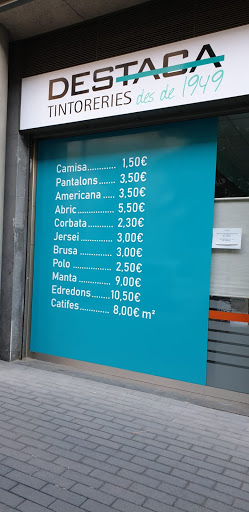 DESTACA
TINTORERIES des de 1949
Camisa............ 1,50€
Pantalons....... 3,50€
Americana ..... 3,50€
Abric................ 5,50€
Corbata........... 2,30€
Jersei............... 3,00€
Brusa............... 3,00€
Polo ................ 2,50€
Manta ............. 9,00€
Edredons.......10,50€
Catifes............. 8,00€ m²